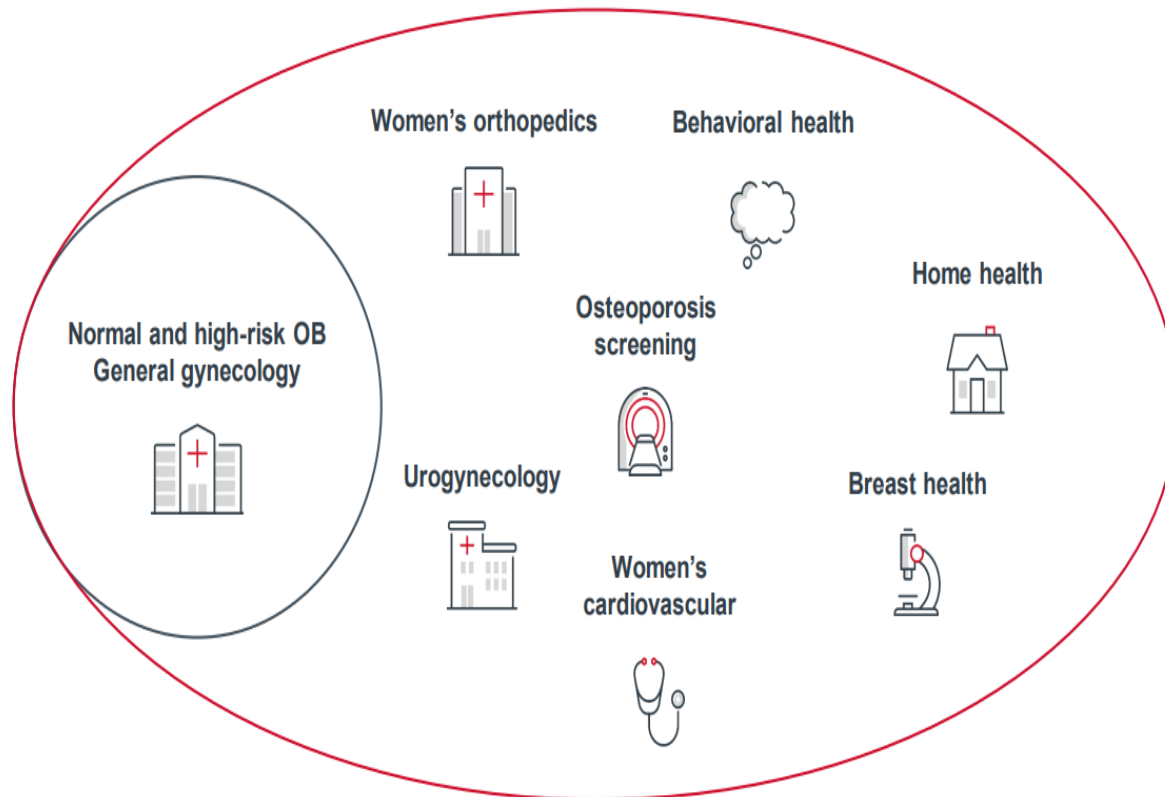 Women's orthopedics
Behavioral health
Home health
Normal and high-risk OB
General gynecology
Osteoporosis
screening
Urogynecology
Breast health
Women's
cardiovascular